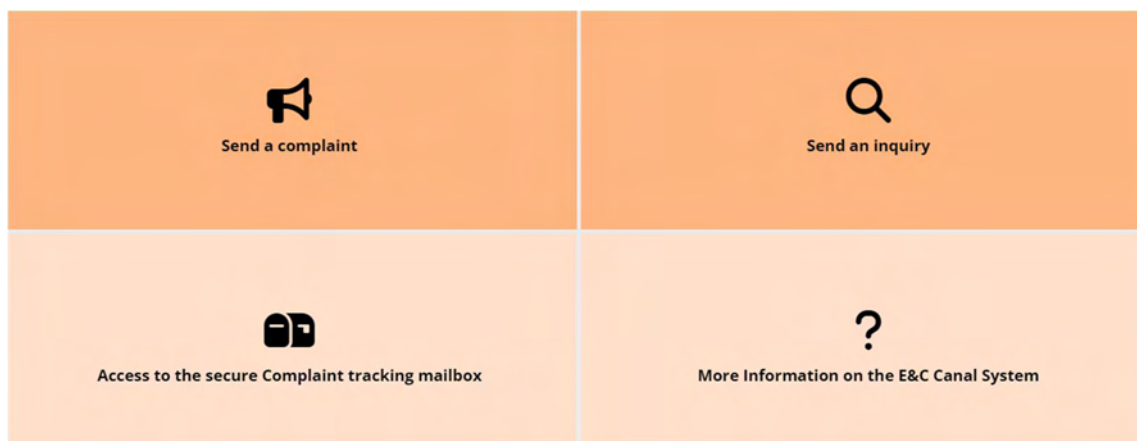 Send a complaint
Send an inquiry
Access to the secure Complaint tracking mailbox
More Information on the E&C Canal System